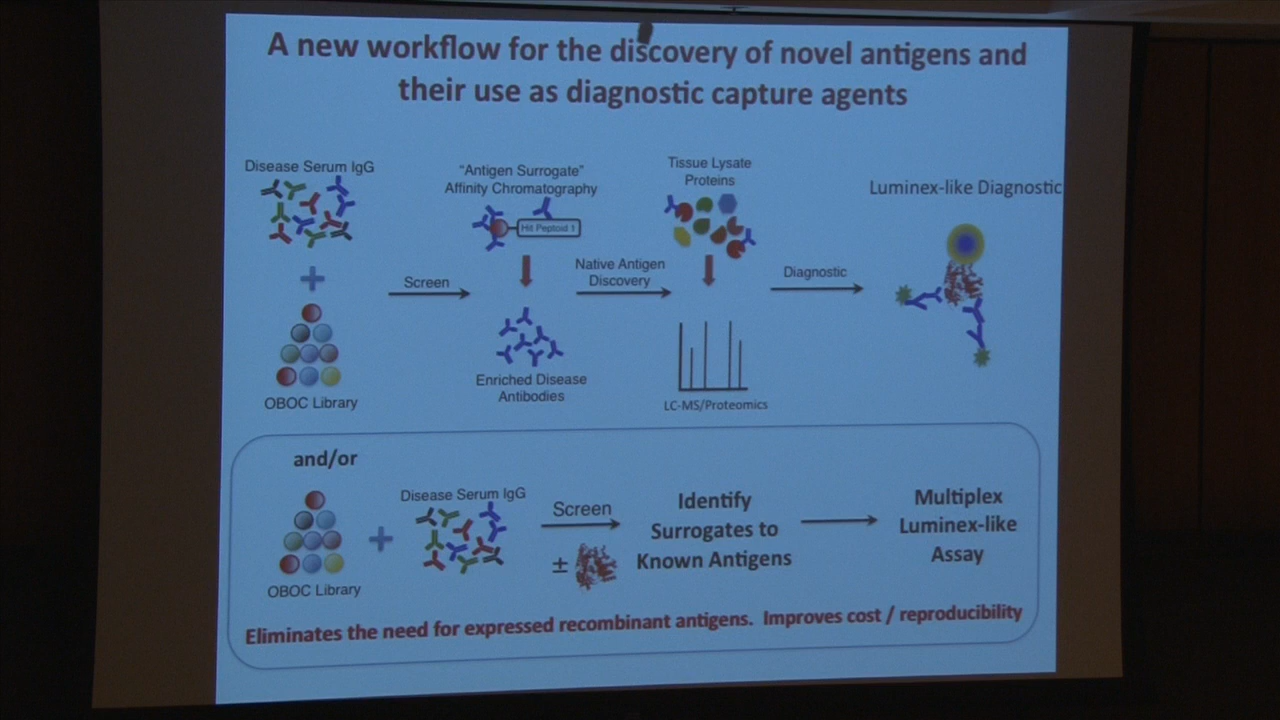 A new workflow for the discovery of novel antigens and
their use as diagnostic capture agents
Disease Serum IgG
"Antigen Surrogate"
Affinity Chromatography
Tissue Lysate
Proteins
Luminex-like Diagnostic
Hit Peptoid 1
Screen
Native Antigen
Discovery
Diagnostic
OBOC Library
Enriched Disease
Antibodies
LC-MS/Proteomics
and/or
OBOC Library
Disease Serum IgG
Screen
±
Identify
Surrogates to
Known Antigens
Multiplex
Luminex-like
Assay
Eliminates the need for expressed recombinant antigens. Improves cost / reproducibility